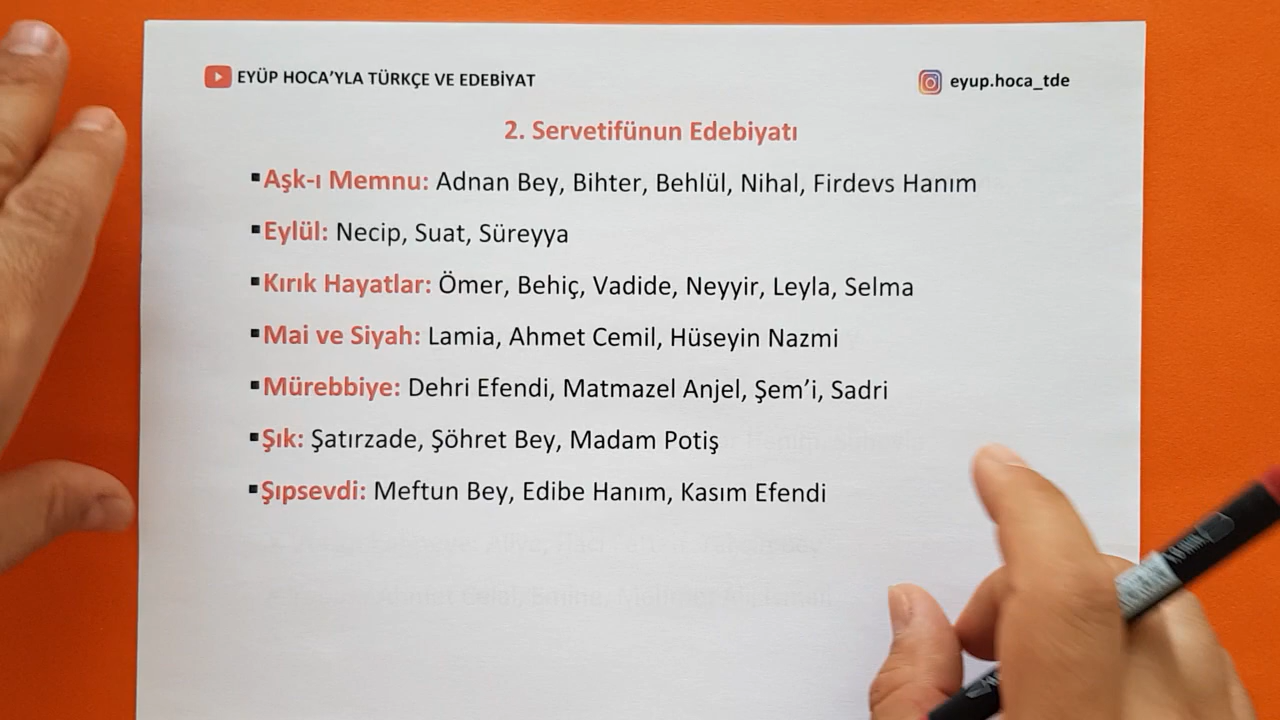 EYÜP HOCA'YLA TÜRKÇE VE EDEBİYAT
eyup.hoca_tde
2. Servetifünun Edebiyatı
▪Aşk-ı Memnu: Adnan Bey, Bihter, Behlül, Nihal, Firdevs Hanım
▪Eylül: Necip, Suat, Süreyya
▪Kırık Hayatlar: Ömer, Behiç, Vadide, Neyyir, Leyla, Selma
▪Mai ve Siyah: Lamia, Ahmet Cemil, Hüseyin Nazmi
▪Mürebbiye: Dehri Efendi, Matmazel Anjel, Şem'i, Sadri
▪Şık: Şatırzade, Şöhret Bey, Madam Potiş
▪Şıpsevdi: Meftun Bey, Edibe Hanım, Kasım Efendi